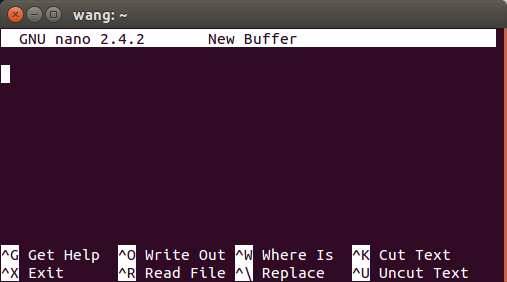 wang: ~
GNU nano 2.4.2 New Buffer
^G Get Help ^O Write Out ^W Where Is ^K Cut Text
^X Exit ^R Read File ^\ Replace ^U Uncut Text